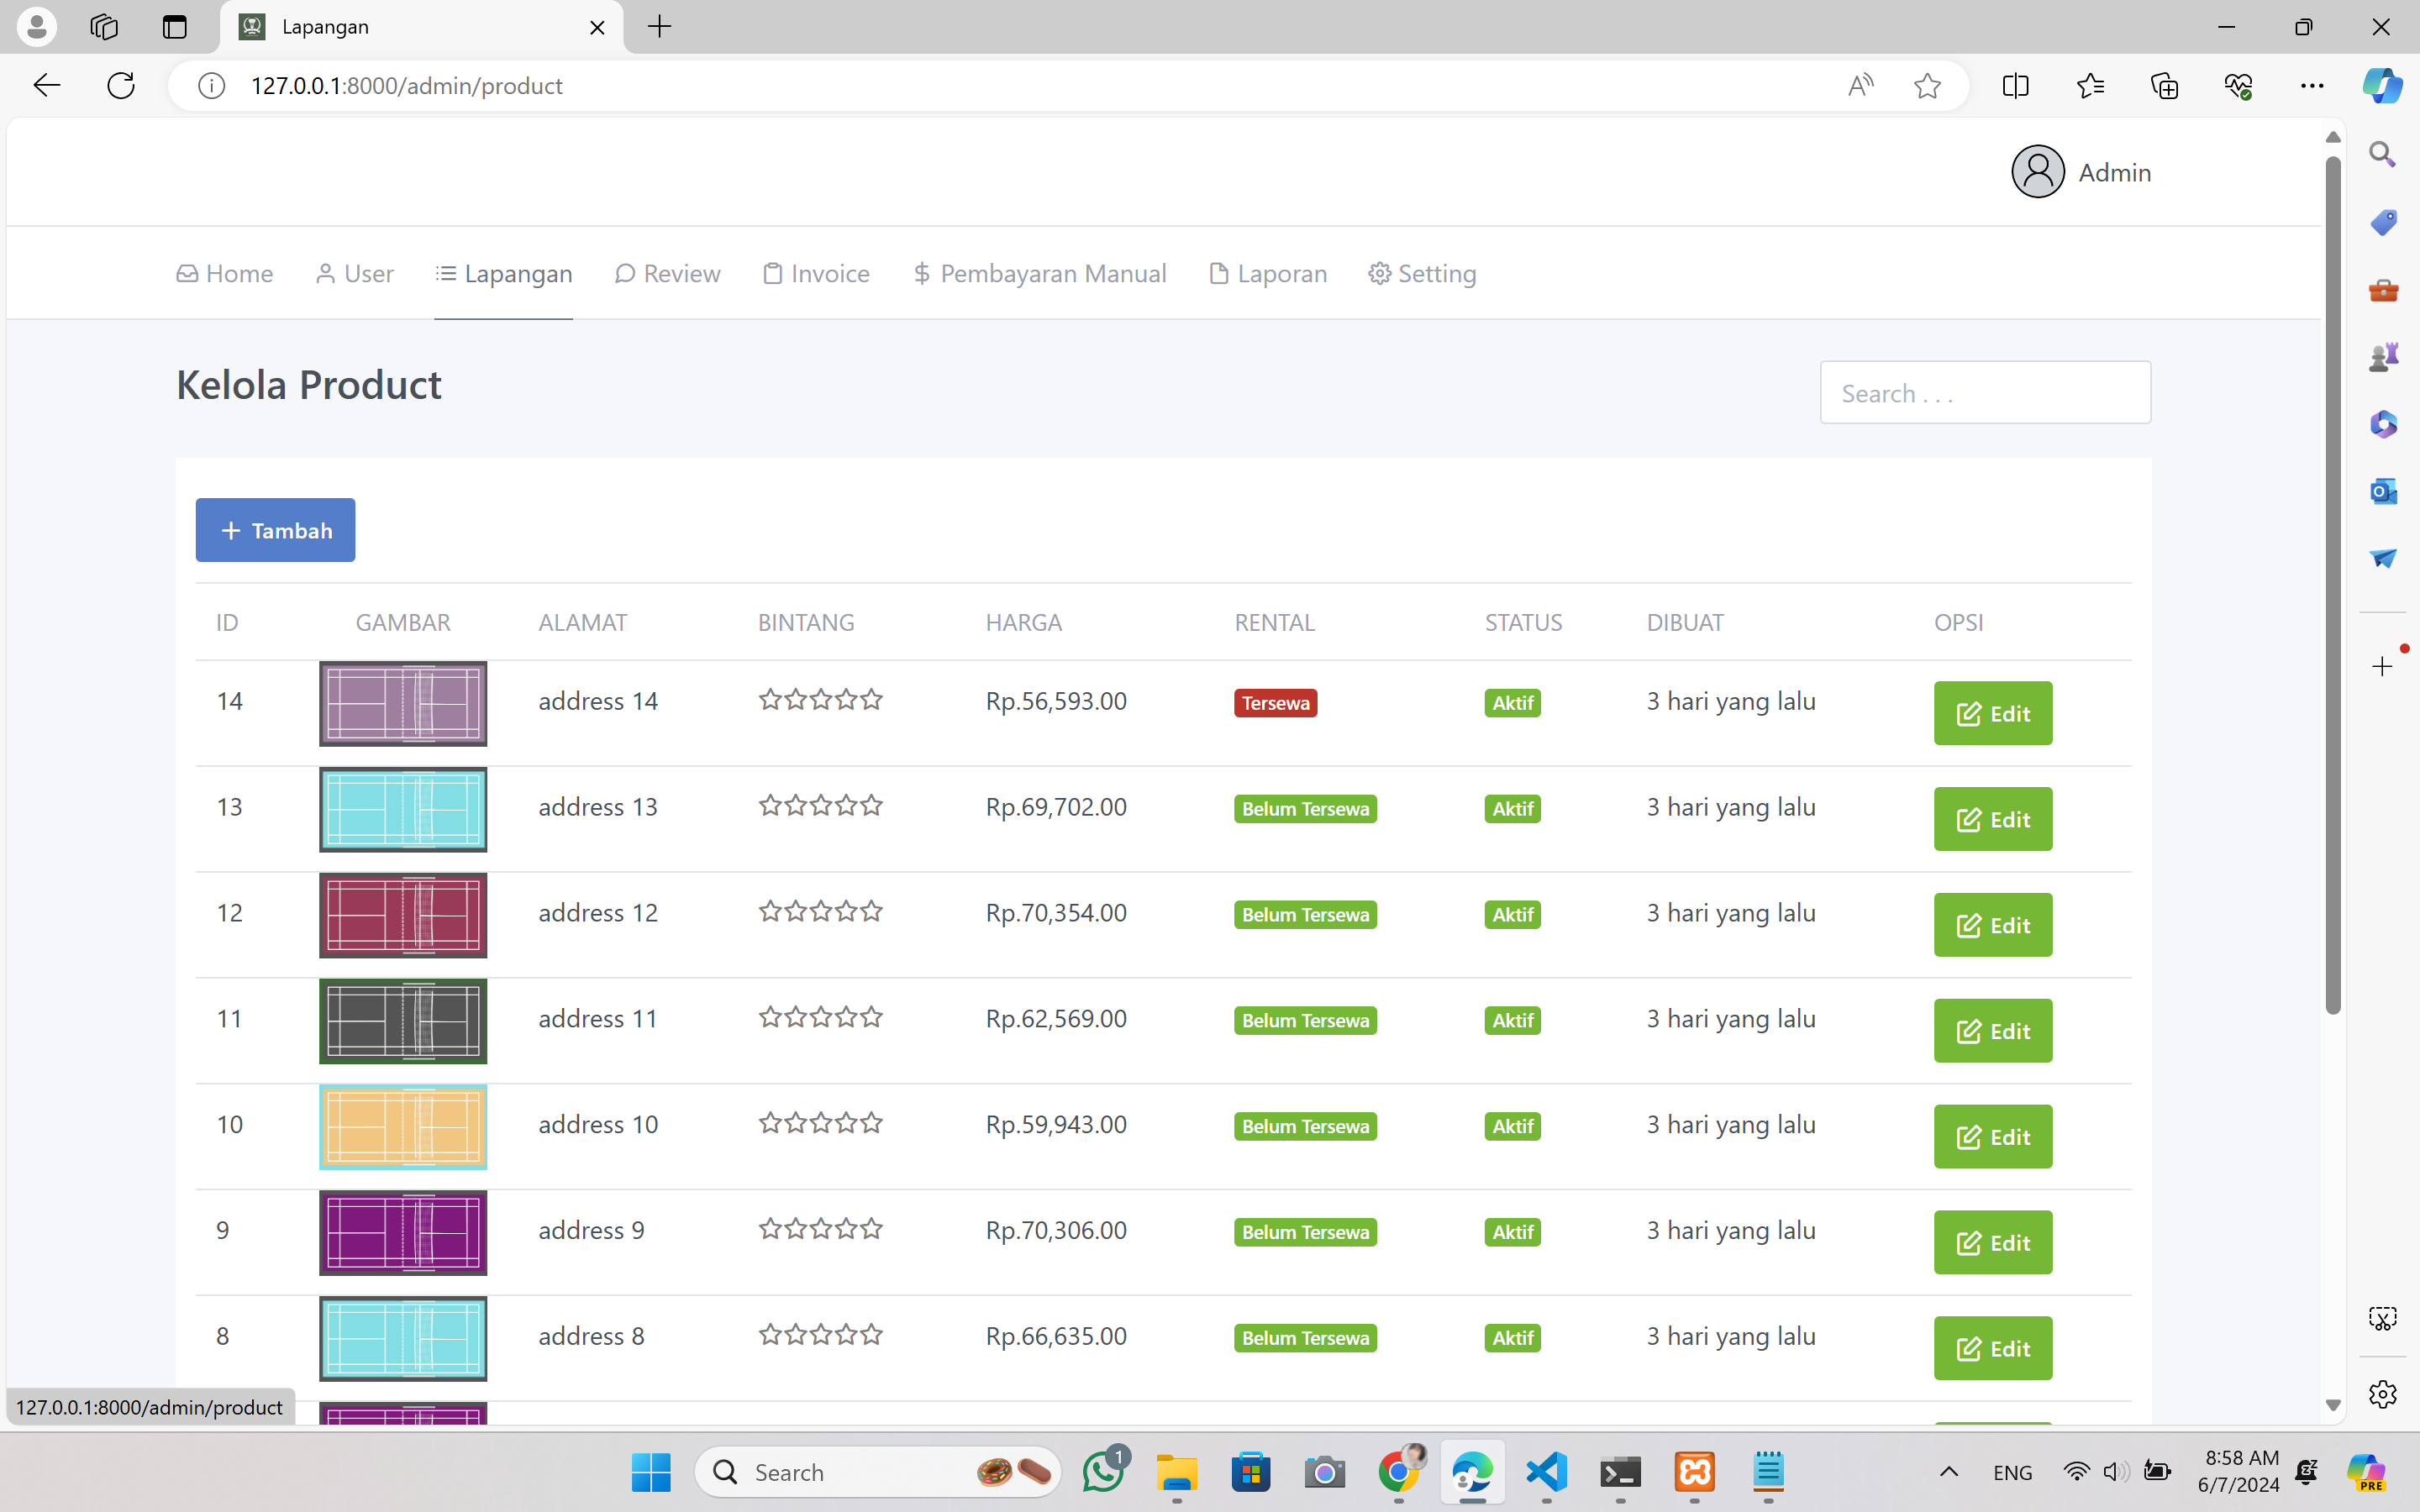 Lapangan
127.0.0.1:8000/admin/product
Admin
Home User Lapangan Review Invoice Pembayaran Manual Laporan Setting
Kelola Product
Search . . .
+ Tambah
ID GAMBAR ALAMAT BINTANG HARGA RENTAL STATUS DIBUAT OPSI
14 address 14 Rp.56,593.00 Tersewa Aktif 3 hari yang lalu Edit
13 address 13 Rp.69,702.00 Belum Tersewa Aktif 3 hari yang lalu Edit
12 address 12 Rp.70,354.00 Belum Tersewa Aktif 3 hari yang lalu Edit
11 address 11 Rp.62,569.00 Belum Tersewa Aktif 3 hari yang lalu Edit
10 address 10 Rp.59,943.00 Belum Tersewa Aktif 3 hari yang lalu Edit
9 address 9 Rp.70,306.00 Belum Tersewa Aktif 3 hari yang lalu Edit
8 address 8 Rp.66,635.00 Belum Tersewa Aktif 3 hari yang lalu Edit
127.0.0.1:8000/admin/product
Search 1 ENG 8:58 AM
6/7/2024
PRE